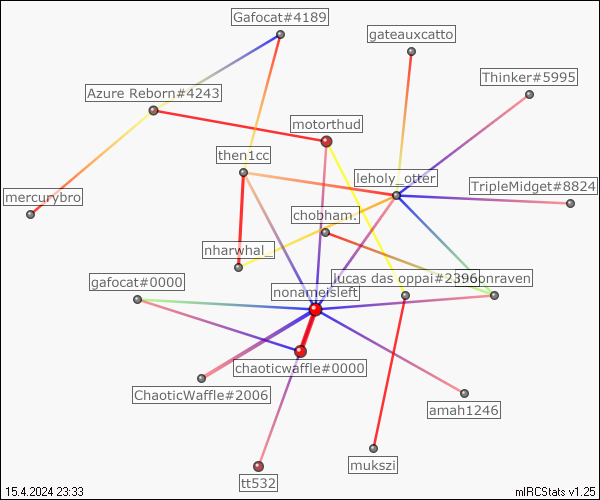 Gafocat#4189
gateauxcatto
Thinker#5995
Azure Reborn#4243
motorthud
then1cc
leholy_otter
TripleMidget#8824
mercurybro
chobham.
nharwhal_
gafocat#0000
lucas das oppai#2396
bnraven
nonameisleft
chaoticwaffle#0000
ChaoticWaffle#2006
amah1246
mukszi
tt532
15.4.2024 23:33
mIRCStats v1.25